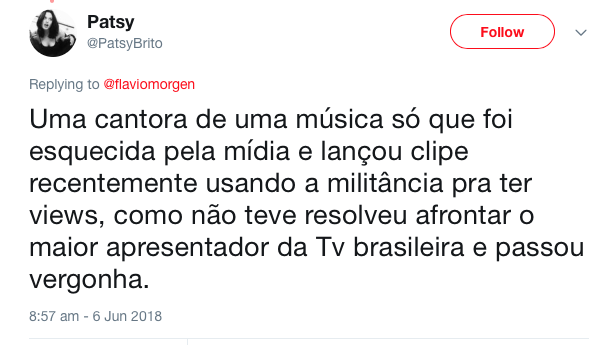 Patsy
@PatsyBrito
Follow
Replying to @flaviomorgen
Uma cantora de uma música só que foi
esquecida pela mídia e lançou clipe
recentemente usando a militância pra ter
views, como não teve resolveu afrontar o
maior apresentador da Tv brasileira e passou
vergonha.
8:57 am - 6 Jun 2018